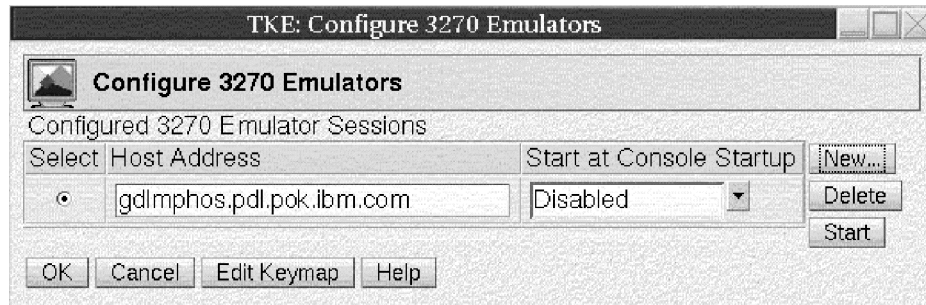 TKE: Configure 3270 Emulators
Configure 3270 Emulators
Configured 3270 Emulator Sessions
Select Host Address Start at Console Startup New...
gdlmphos.pdl.pok.ibm.com Disabled Delete
Start
OK Cancel Edit Keymap Help